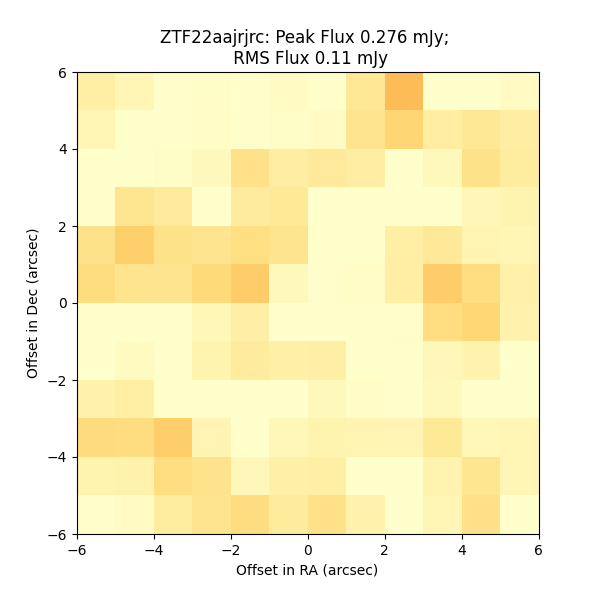 ZTF22aajrjrc: Peak Flux 0.276 mJy;
RMS Flux 0.11 mJy
6
4
2
0
−2
−4
−6
Offset in Dec (arcsec)
−6 −4 −2 0 2 4 6
Offset in RA (arcsec)